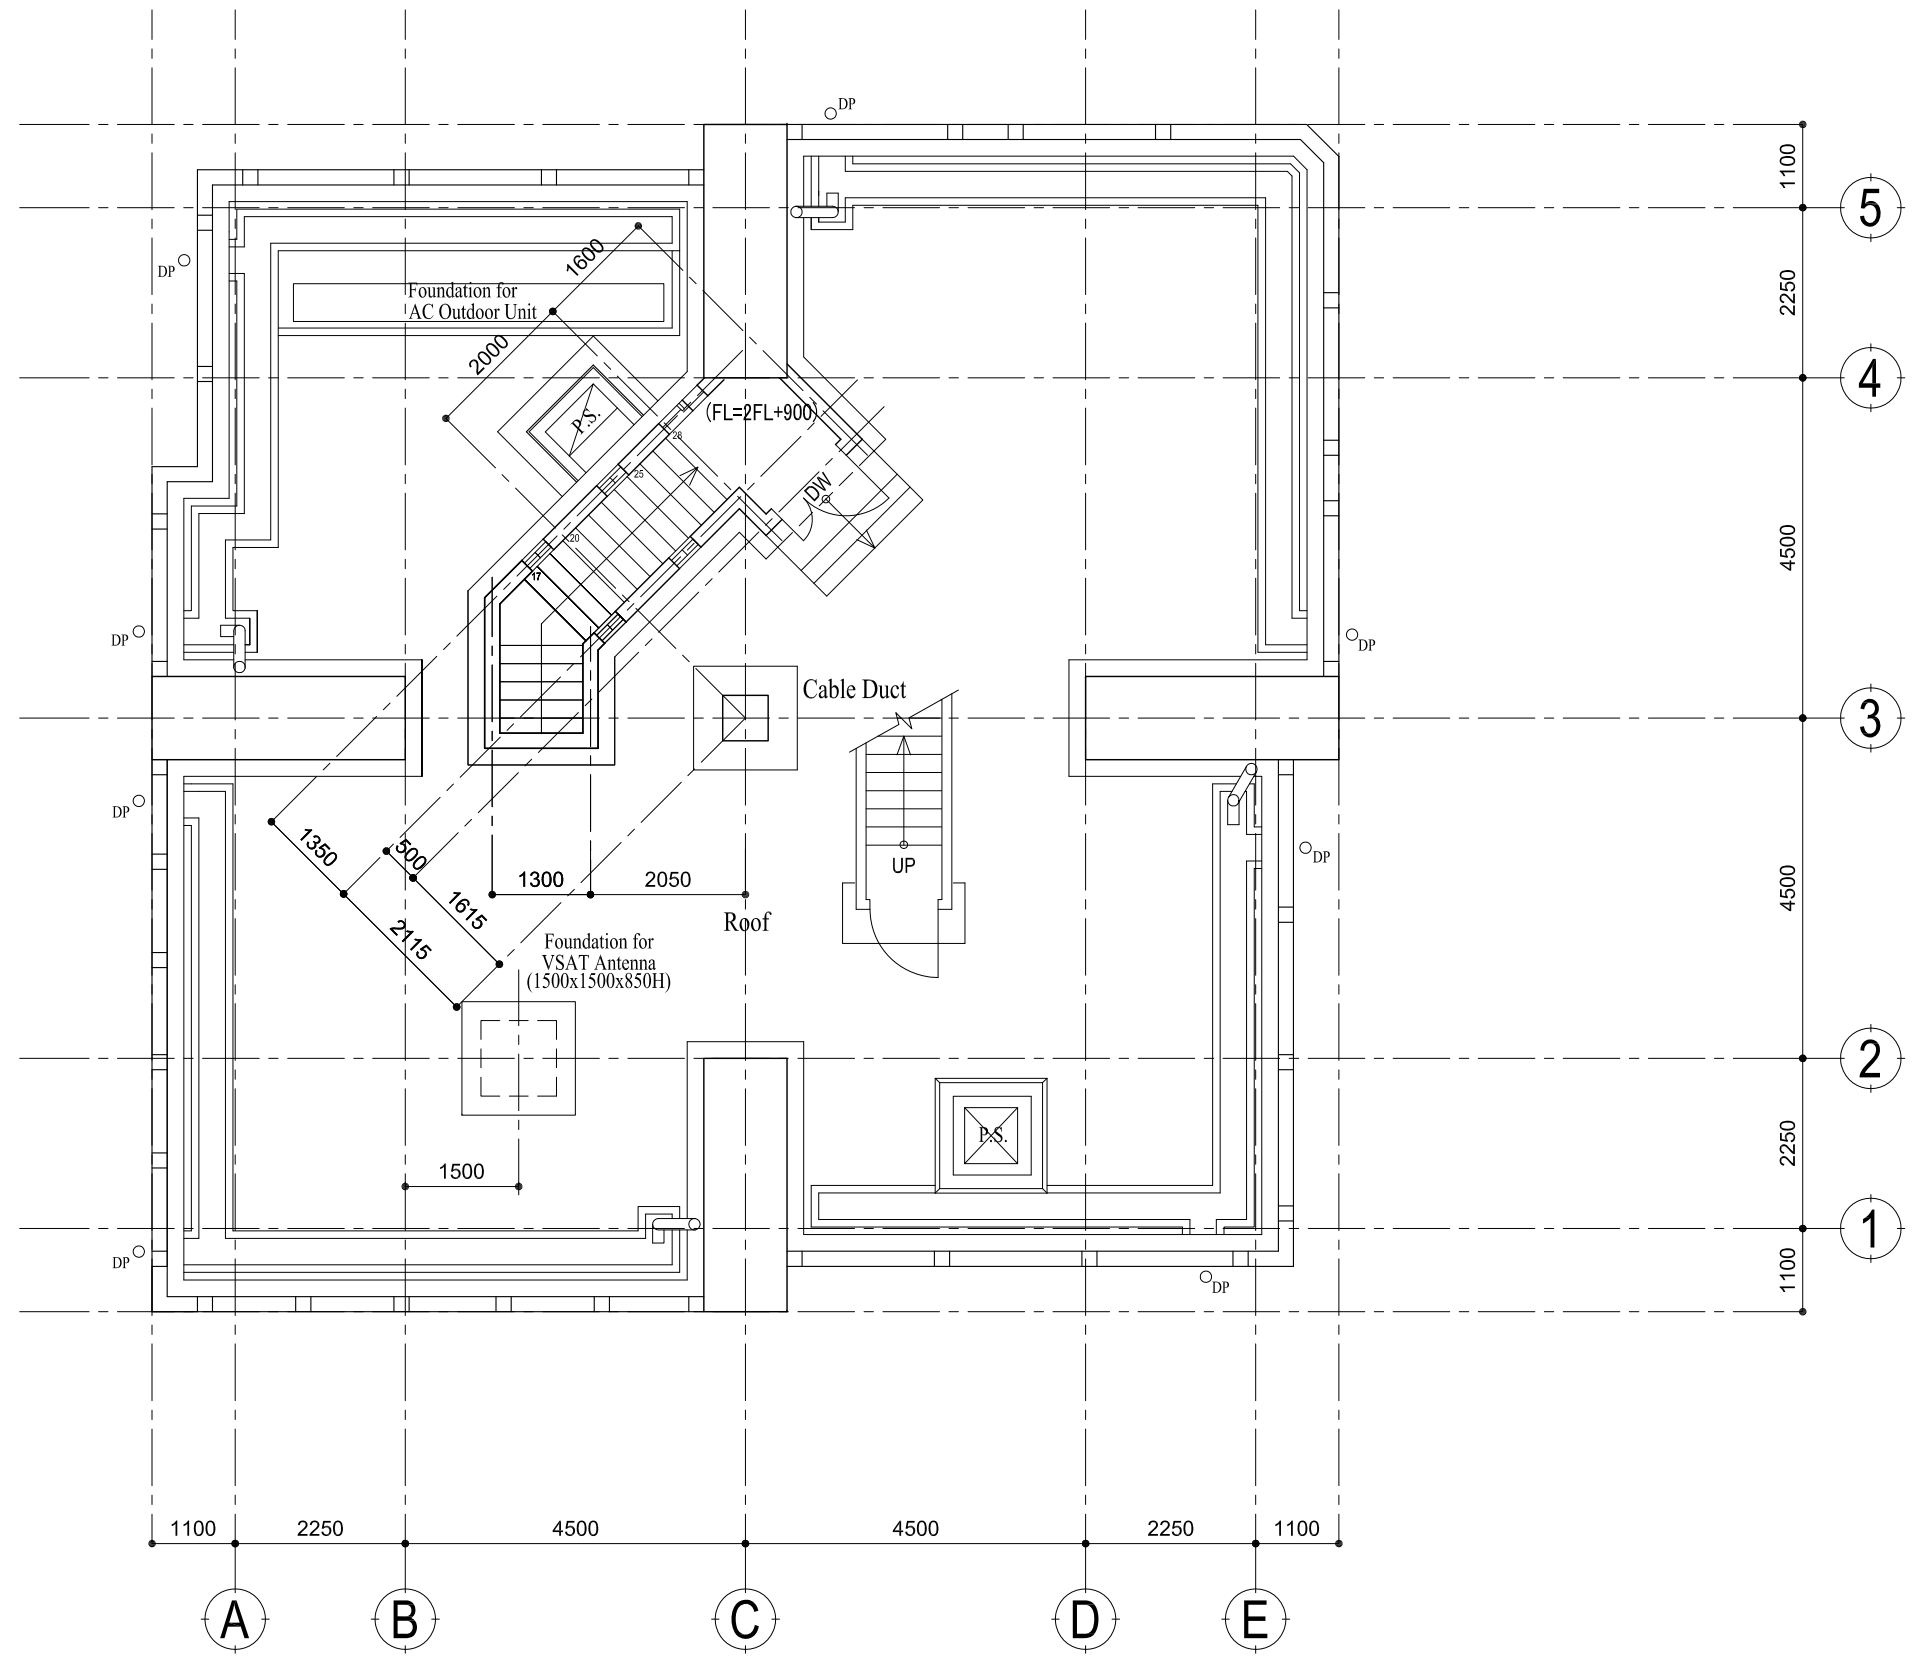 DP
1100
5
1600
DP
2250
Foundation for
AC Outdoor Unit
2000
4
P.S.
(FL=2FL+900)
28
25
DW
20
4500
17
DP
DP
Cable Duct
3
DP
1350
500
DP
UP
1300
2050
4500
1615
2115
Roof
Foundation for
VSAT Antenna
(1500x1500x850H)
2
P.S.
2250
1500
1
DP
DP
1100
1100
2250
4500
4500
2250
1100
A
B
C
D
E